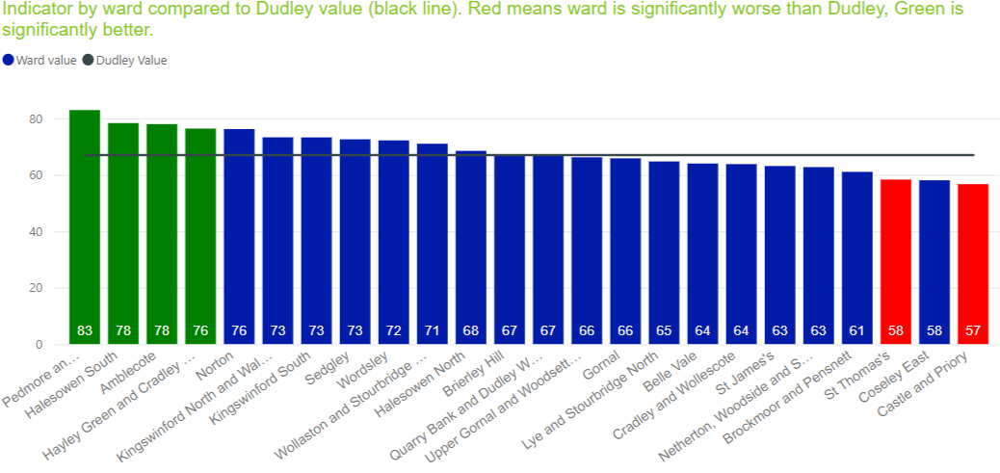 Indicator by ward compared to Dudley value (black line). Red means ward is significantly worse than Dudley, Green is
significantly better.
Ward value Dudley Value
80
60
40
20
0
83 78 78 76 76 73 73 73 72 71 68 67 67 66 66 65 64 64 63 63 61 58 58 57
Pedmore an…
Halesowen South
Amblecote
Hayley Green and Cradley …
Norton
Kingswinford North and Wal…
Kingswinford South
Sedgley
Wordsley
Wollaston and Stourbridge …
Halesowen North
Brierley Hill
Quarry Bank and Dudley W…
Upper Gornal and Woodsett…
Gornal
Lye and Stourbridge North
Belle Vale
Cradley and Wollescote
St James's
Netherton, Woodside and S…
Brockmoor and Pensnett
St Thomas's
Coseley East
Castle and Priory